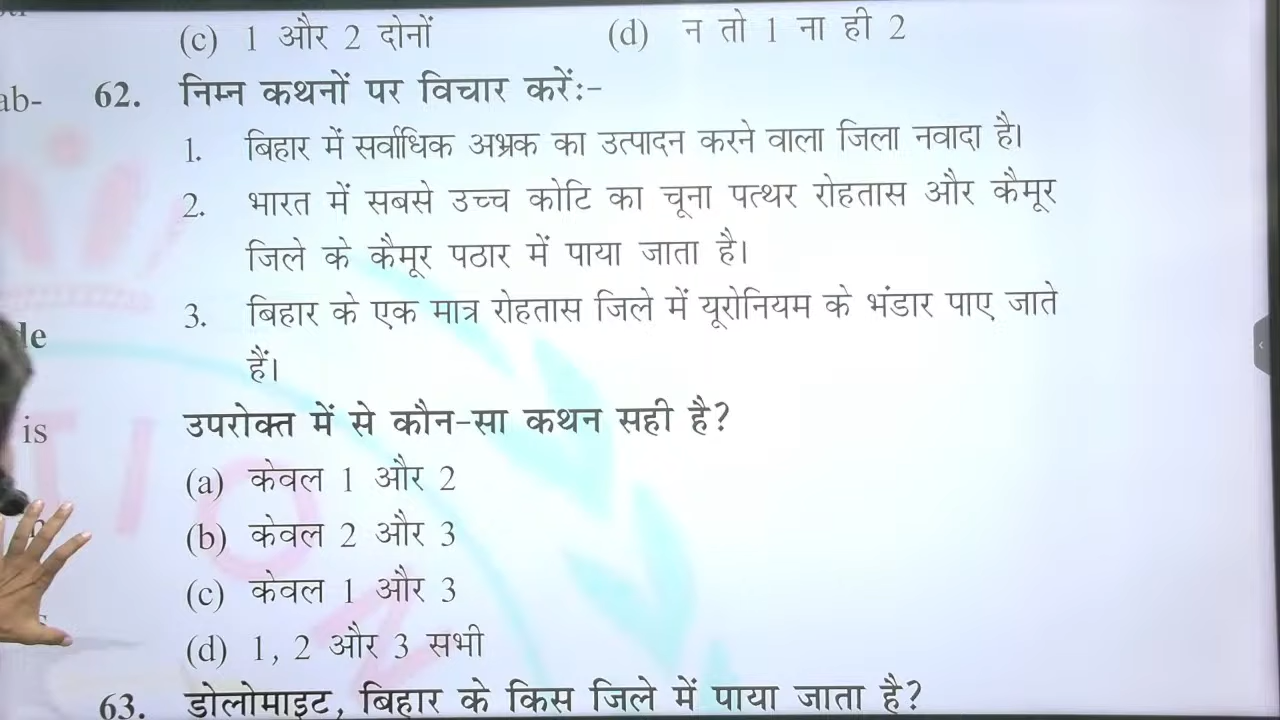 (c) 1 और 2 दोनों (d) न तो 1 ना ही 2
ab- 62. निम्न कथनों पर विचार करें:-
1. बिहार में सर्वाधिक अभ्रक का उत्पादन करने वाला जिला नवादा है।
2. भारत में सबसे उच्च कोटि का चूना पत्थर रोहतास और कैमूर
जिले के कैमूर पठार में पाया जाता है।
3. बिहार के एक मात्र रोहतास जिले में यूरोनियम के भंडार पाए जाते
हैं।
उपरोक्त में से कौन-सा कथन सही है?
is
(a) केवल 1 और 2
(b) केवल 2 और 3
(c) केवल 1 और 3
(d) 1, 2 और 3 सभी
63. डोलोमाइट, बिहार के किस जिले में पाया जाता है?